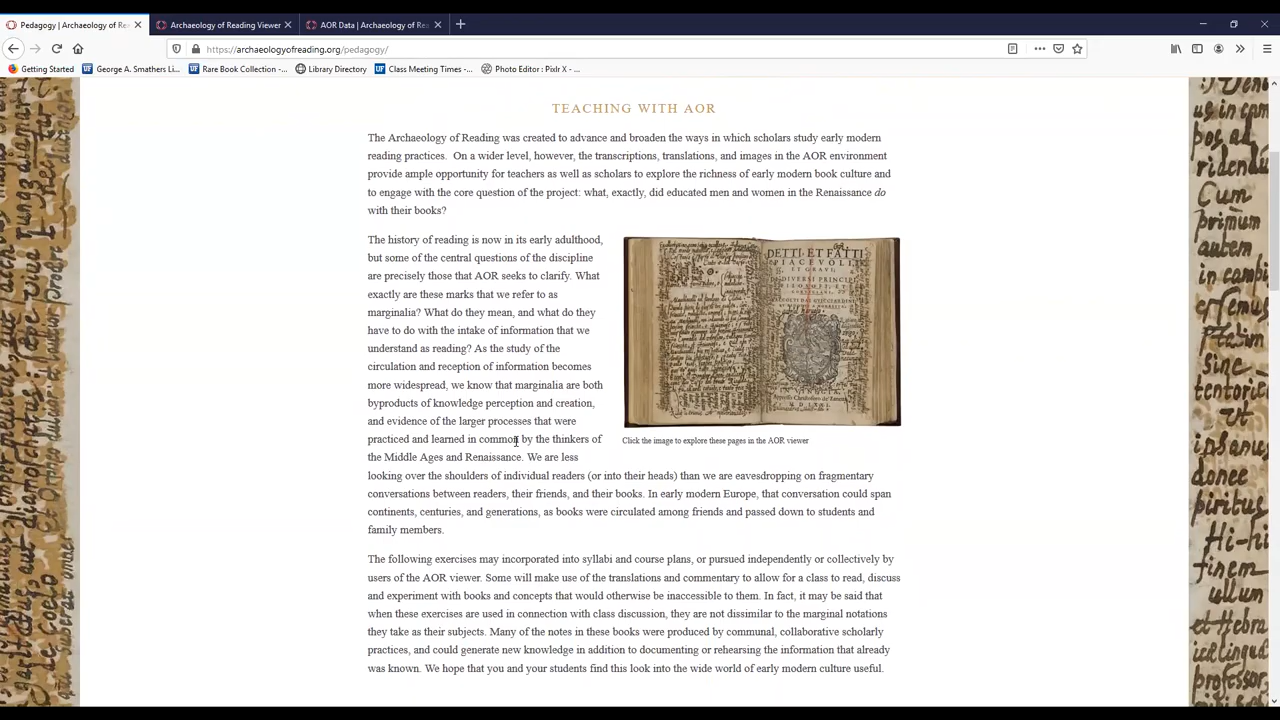 Pedagogy | Archaeology of Rea
Archaeology of Reading Viewer
AOR Data | Archaeology of Rea
https://archaeologyofreading.org/pedagogy/
Getting Started
George A. Smathers Li...
Rare Book Collection -...
Library Directory
Class Meeting Times -...
Photo Editor : Pixlr X - ...
TEACHING WITH AOR
The Archaeology of Reading was created to advance and broaden the ways in which scholars study early modern
reading practices.  On a wider level, however, the transcriptions, translations, and images in the AOR environment
provide ample opportunity for teachers as well as scholars to explore the richness of early modern book culture and
to engage with the core question of the project: what, exactly, did educated men and women in the Renaissance do
with their books?
The history of reading is now in its early adulthood,
but some of the central questions of the discipline
are precisely those that AOR seeks to clarify. What
exactly are these marks that we refer to as
marginalia? What do they mean, and what do they
have to do with the intake of information that we
understand as reading? As the study of the
circulation and reception of information becomes
more widespread, we know that marginalia are both
byproducts of knowledge perception and creation,
and evidence of the larger processes that were
practiced and learned in common by the thinkers of
the Middle Ages and Renaissance. We are less
looking over the shoulders of individual readers (or into their heads) than we are eavesdropping on fragmentary
conversations between readers, their friends, and their books. In early modern Europe, that conversation could span
continents, centuries, and generations, as books were circulated among friends and passed down to students and
family members.
DETTI, ET FATTI
PIACEVOLI,
ET GRAVI,
Click the image to explore these pages in the AOR viewer
The following exercises may incorporated into syllabi and course plans, or pursued independently or collectively by
users of the AOR viewer. Some will make use of the translations and commentary to allow for a class to read, discuss
and experiment with books and concepts that would otherwise be inaccessible to them. In fact, it may be said that
when these exercises are used in connection with class discussion, they are not dissimilar to the marginal notations
they take as their subjects. Many of the notes in these books were produced by communal, collaborative scholarly
practices, and could generate new knowledge in addition to documenting or rehearsing the information that already
was known. We hope that you and your students find this look into the wide world of early modern culture useful.
Cum
primum
autem
in cambi
sine
tentori